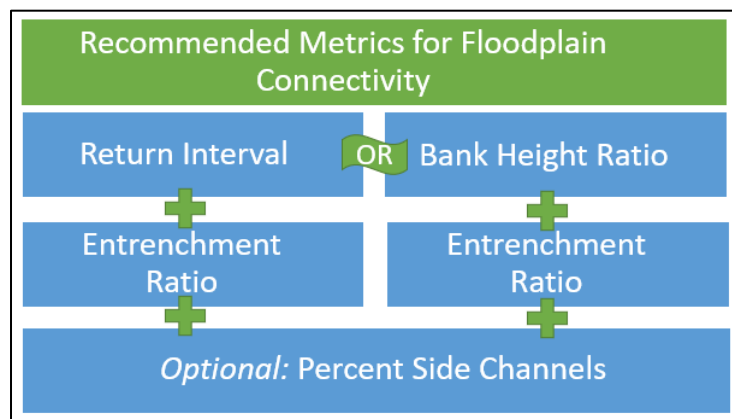 Recommended Metrics for Floodplain
Connectivity
Return Interval
OR
Bank Height Ratio
Entrenchment
Ratio
Entrenchment
Ratio
Optional: Percent Side Channels